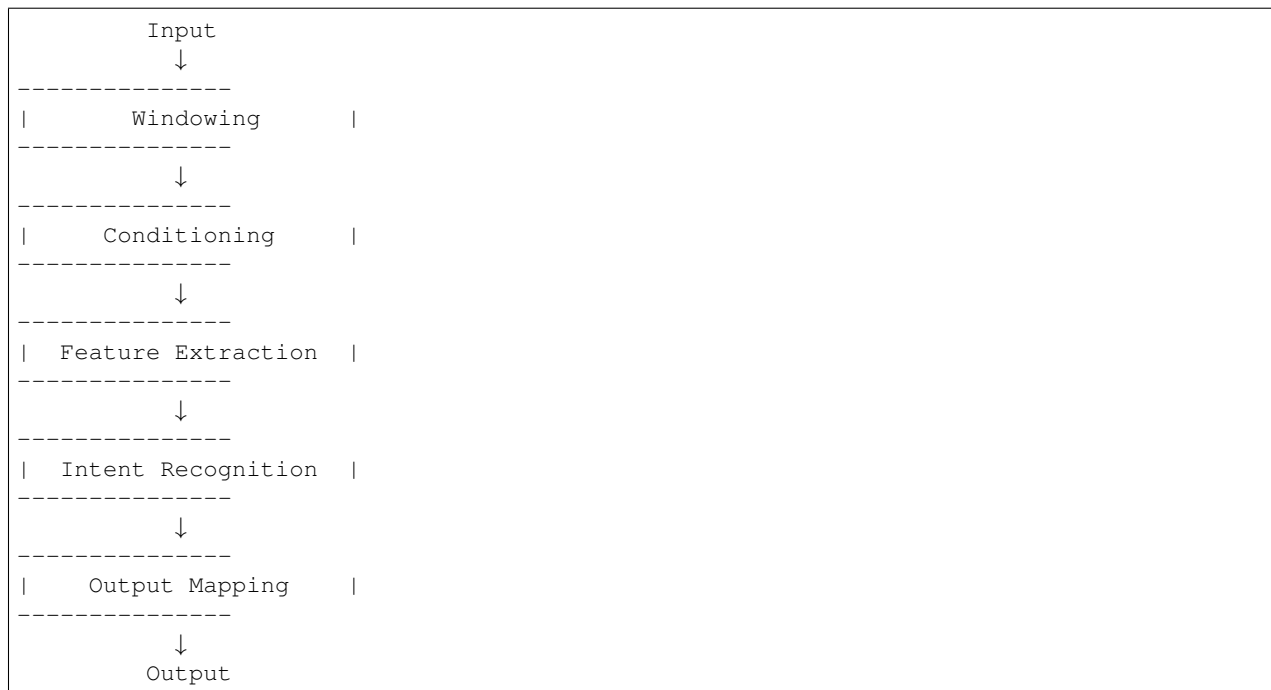 Input
↓
---------------
| Windowing |
---------------
↓
---------------
| Conditioning |
---------------
↓
---------------
| Feature Extraction |
---------------
↓
---------------
| Intent Recognition |
---------------
↓
---------------
| Output Mapping |
---------------
↓
Output